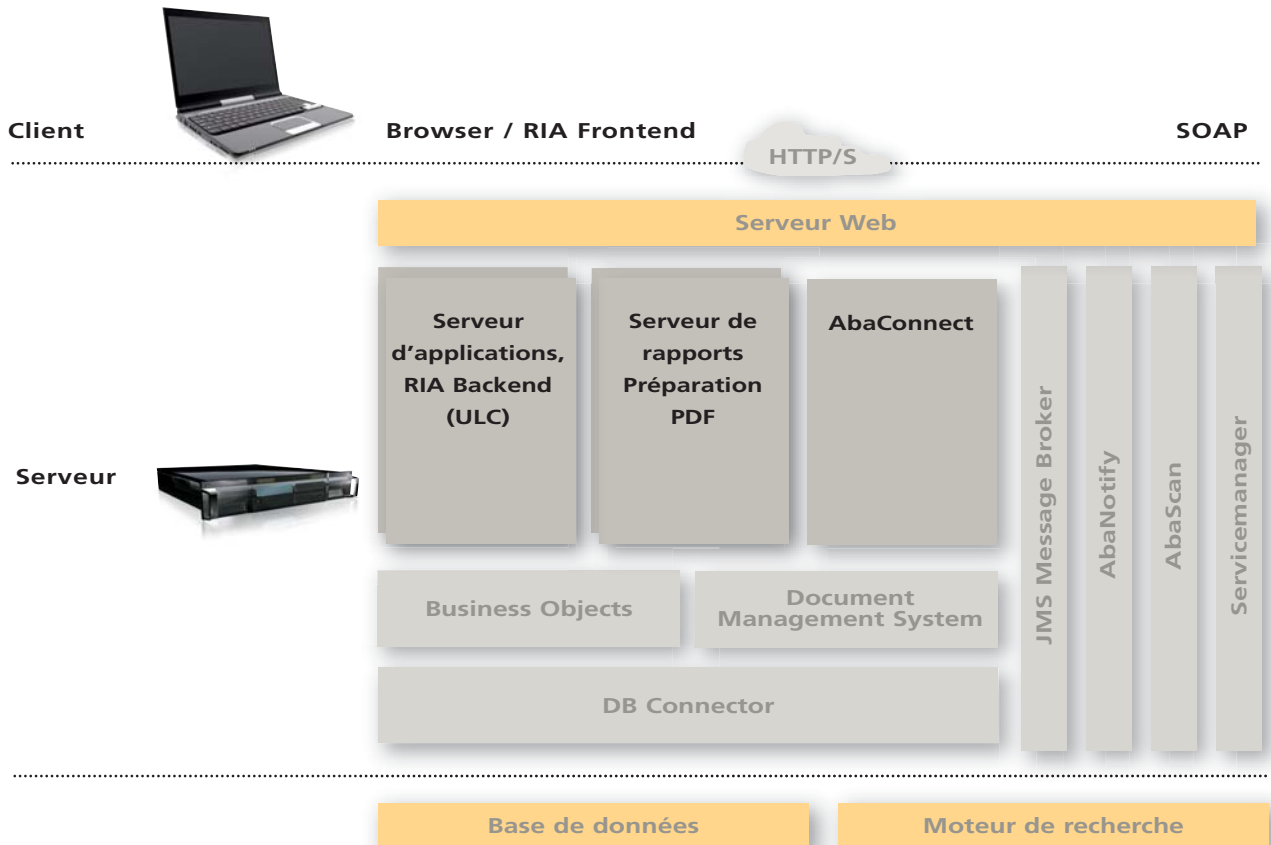 Client
Browser / RIA Frontend
SOAP
HTTP/S
Serveur Web
Serveur
d’applications,
RIA Backend
(ULC)
Serveur de
rapports
Préparation
PDF
AbaConnect
JMS Message Broker
AbaNotify
AbaScan
Servicemanager
Serveur
Business Objects
Document
Management System
DB Connector
Base de données
Moteur de recherche